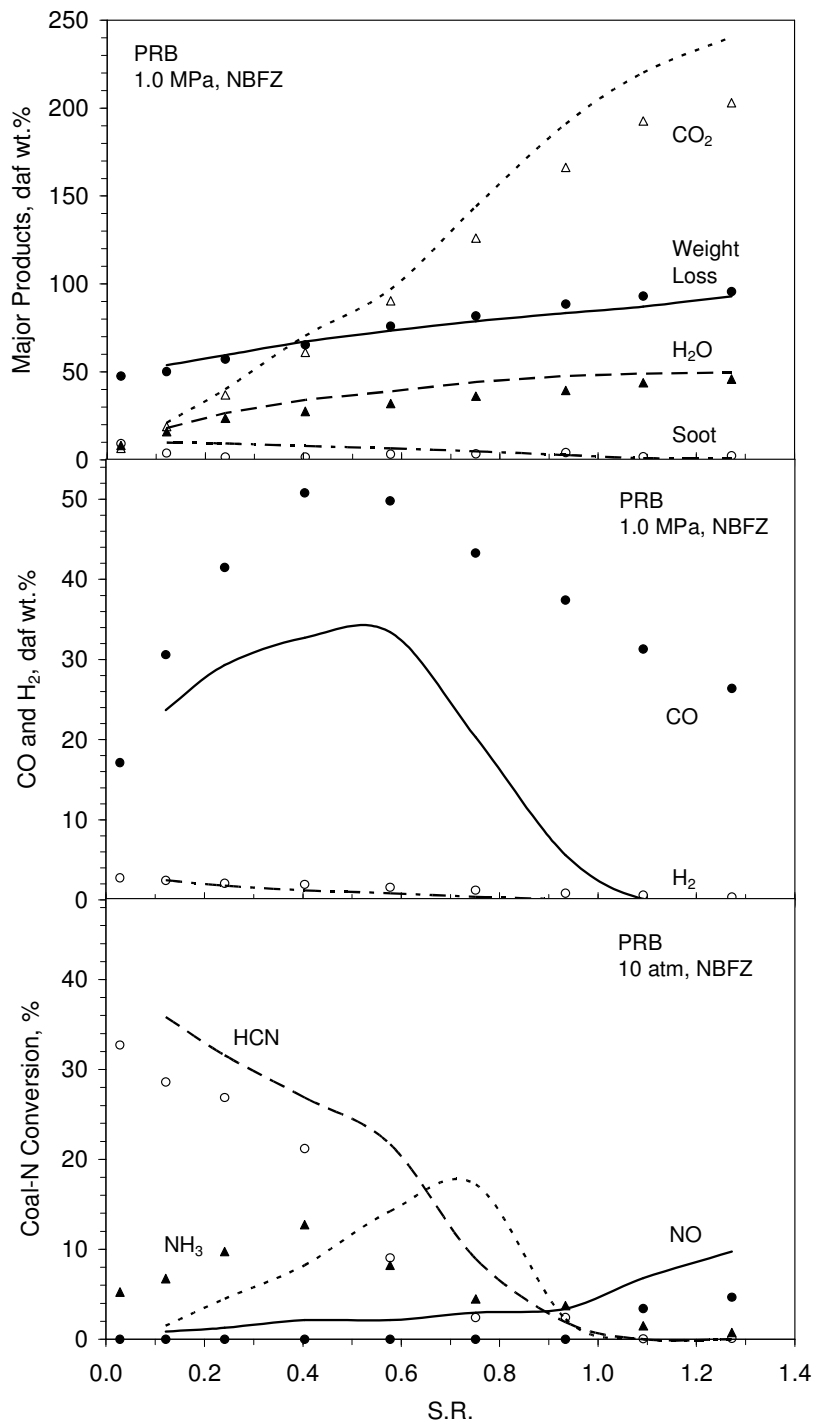 250
PRB
1.0 MPa, NBFZ
200
CO₂
150
Major Products, daf wt.%
Weight
Loss
100
H₂O
50
Soot
0
50
PRB
1.0 MPa, NBFZ
40
CO and H₂, daf wt.%
30
CO
20
10
H₂
0
PRB
10 atm, NBFZ
40
HCN
30
Coal-N Conversion, %
20
NH₃
NO
10
0
0.0 0.2 0.4 0.6 0.8 1.0 1.2 1.4
S.R.